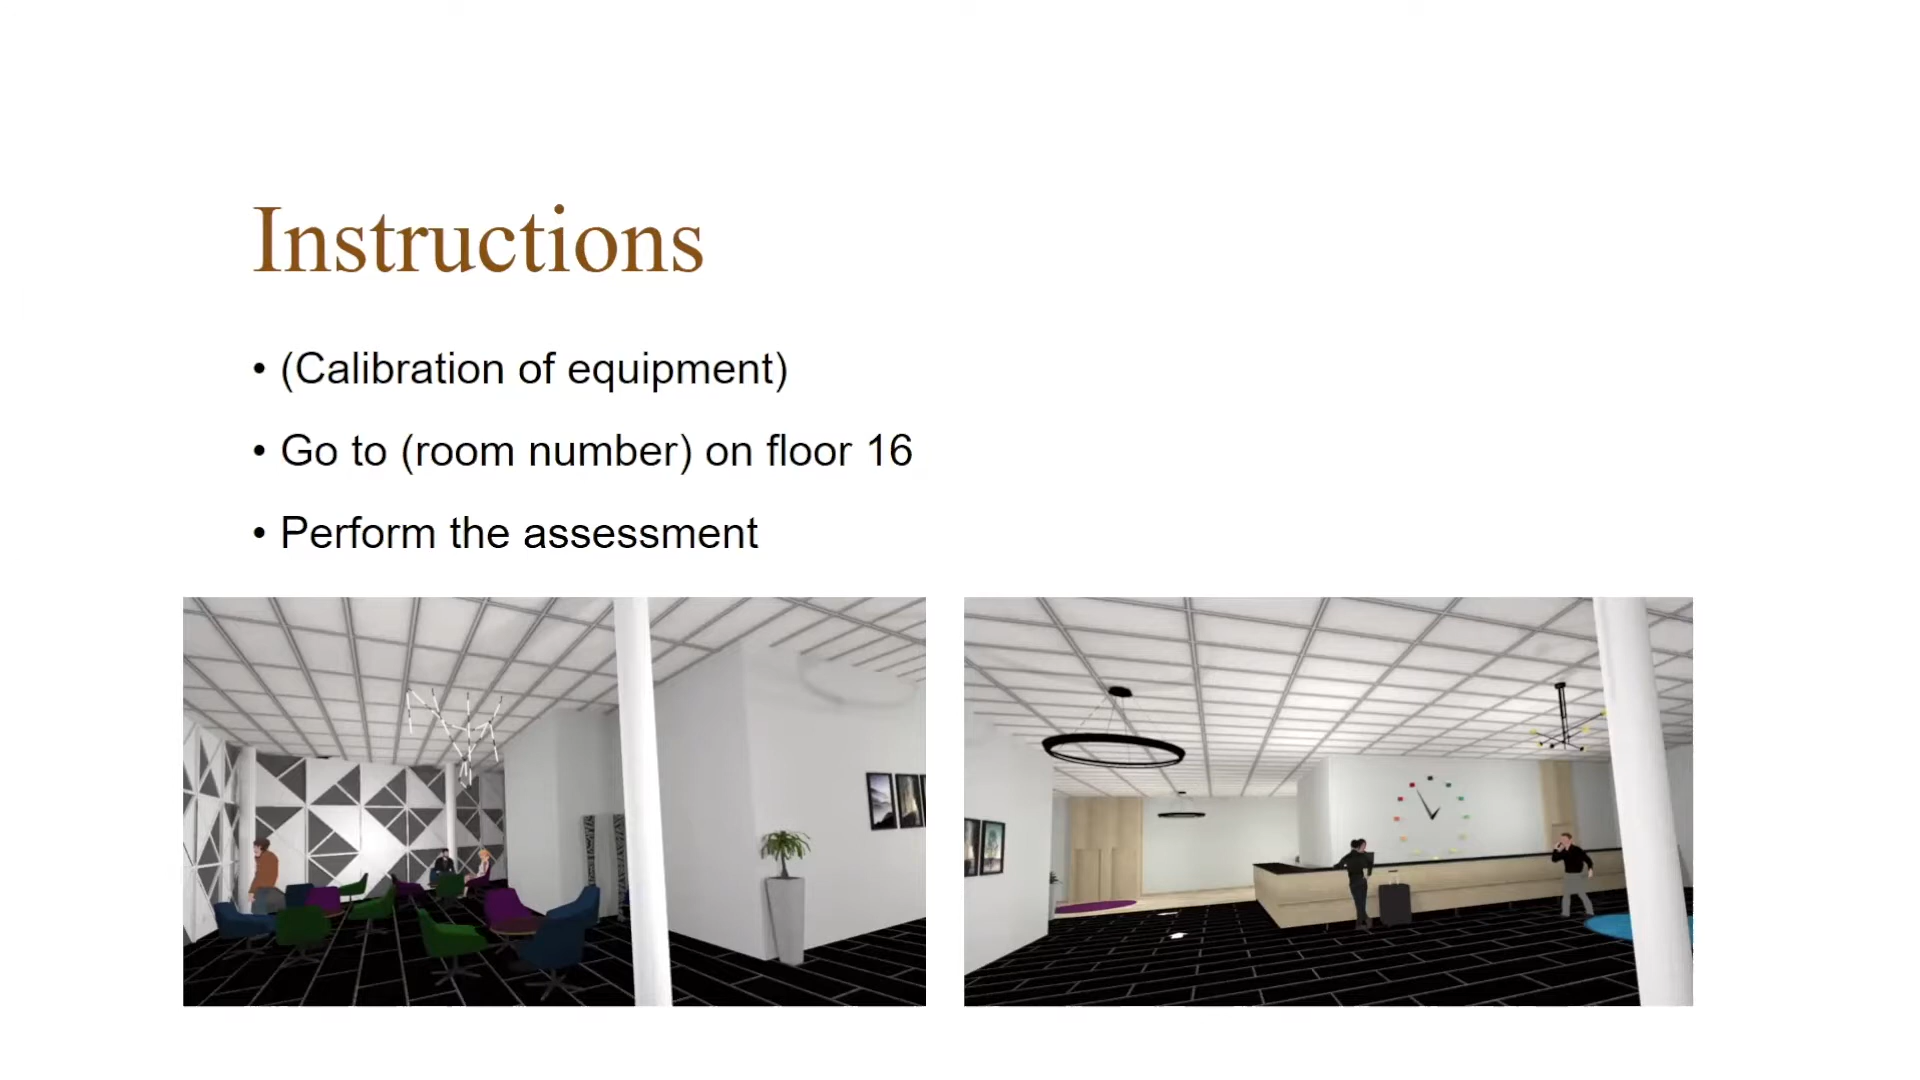 Instructions
• (Calibration of equipment)
• Go to (room number) on floor 16
• Perform the assessment